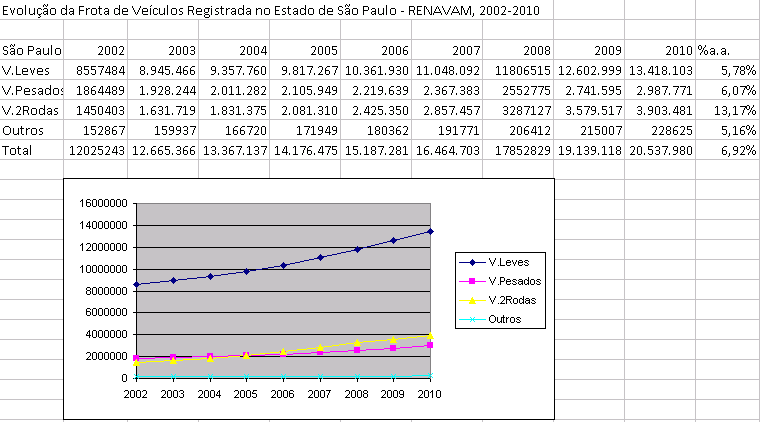 Evolução da Frota de Veículos Registrada no Estado de São Paulo - RENAVAM, 2002-2010
São Paulo 2002 2003 2004 2005 2006 2007 2008 2009 2010 %a.a.
V.Leves 8557484 8.945.466 9.357.760 9.817.267 10.361.930 11.048.092 11806515 12.602.999 13.418.103 5,78%
V.Pesados 1864489 1.928.244 2.011.282 2.105.949 2.219.639 2.367.383 2552775 2.741.595 2.987.771 6,07%
V.2Rodas 1450403 1.631.719 1.831.375 2.081.310 2.425.350 2.857.457 3287127 3.579.517 3.903.481 13,17%
Outros 152867 159937 166720 171949 180362 191771 206412 215007 228625 5,16%
Total 12025243 12.665.366 13.367.137 14.176.475 15.187.281 16.464.703 17852829 19.139.118 20.537.980 6,92%
16000000
14000000
12000000
10000000
8000000
6000000
4000000
2000000
0
2002 2003 2004 2005 2006 2007 2008 2009 2010
V.Leves
V.Pesados
V.2Rodas
Outros